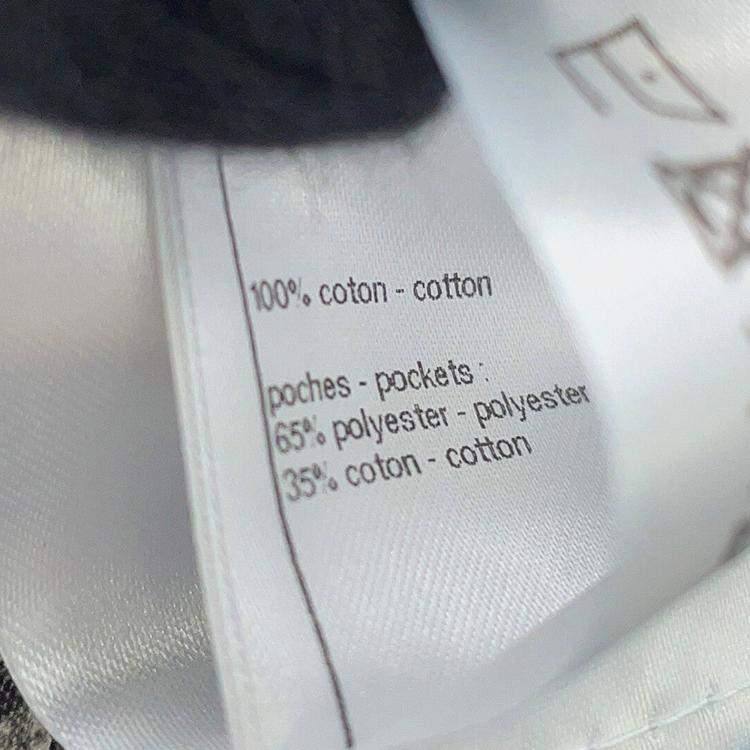 100% coton - cotton
poches - pockets :
65% polyester - polyester
35% coton - cotton